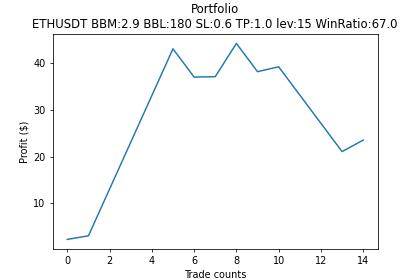 Portfolio
ETHUSDT BBM:2.9 BBL:180 SL:0.6 TP:1.0 lev:15 WinRatio:67.0
Profit ($)
40
30
20
10
0 2 4 6 8 10 12 14
Trade counts